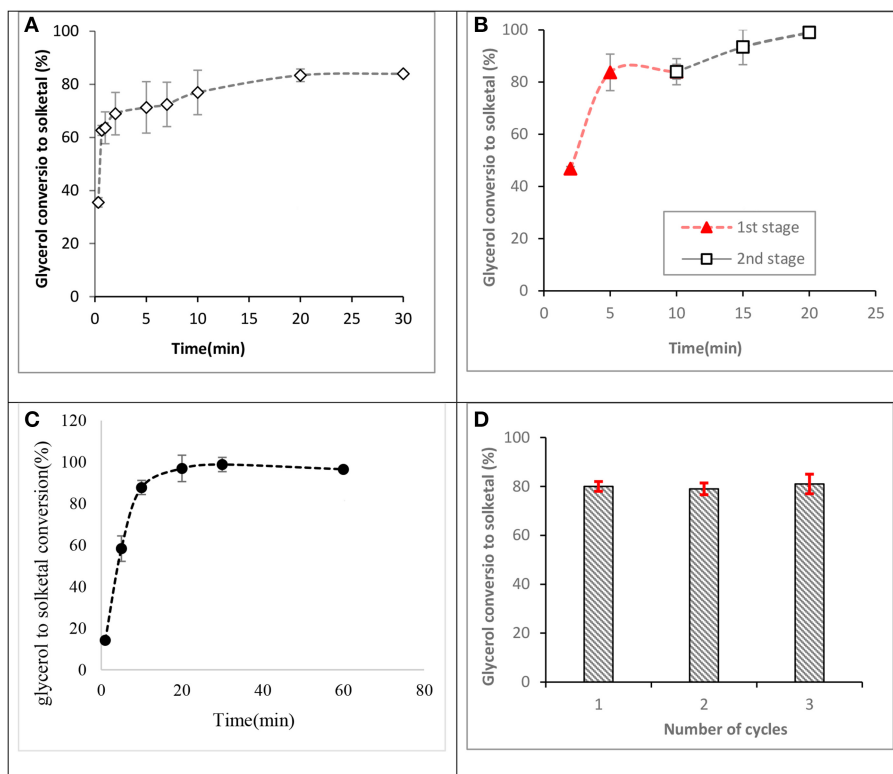 A
Glycerol conversio to solketal (%)
100
80
60
40
20
0
0 5 10 15 20 25 30
Time(min)
B
Glycerol conversio to solketal (%)
100
80
60
40
20
0
1st stage
2nd stage
0 5 10 15 20 25
Time(min)
C
glycerol to solketal conversion(%)
120
100
80
60
40
20
0
0 20 40 60 80
Time(min)
D
Glycerol conversio to solketal (%)
100
80
60
40
20
0
1 2 3
Number of cycles